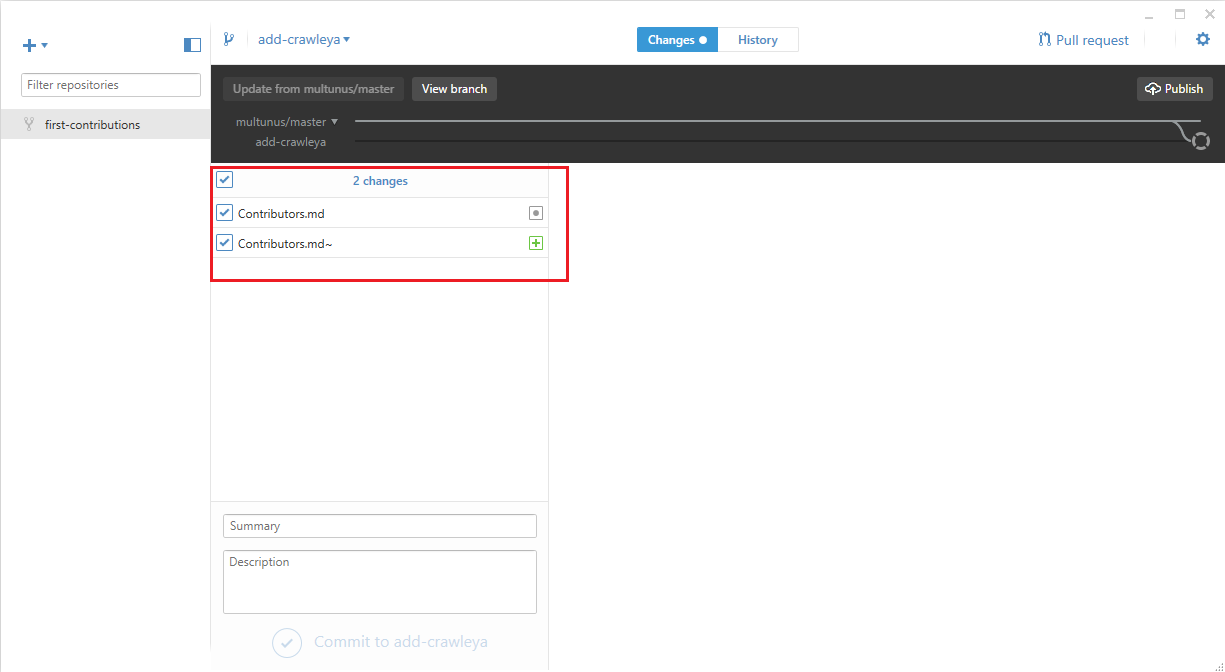 add-crawleya
Changes
History
Pull request
Filter repositories
first-contributions
Update from multunus/master
View branch
Publish
multunus/master
add-crawleya
2 changes
Contributors.md
Contributors.md~
Summary
Description
Commit to add-crawleya